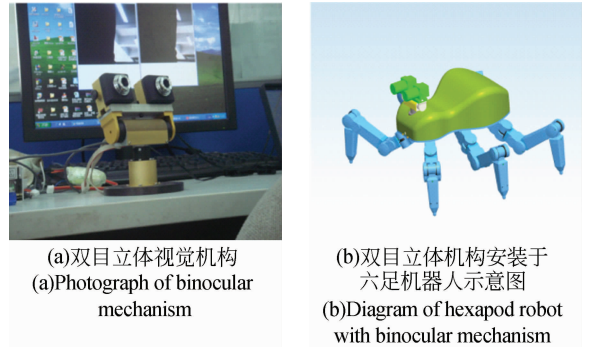 (a)双目立体视觉机构
(a)Photograph of binocular
mechanism
(b)双目立体机构安装于
六足机器人示意图
(b)Diagram of hexapod robot
with binocular mechanism